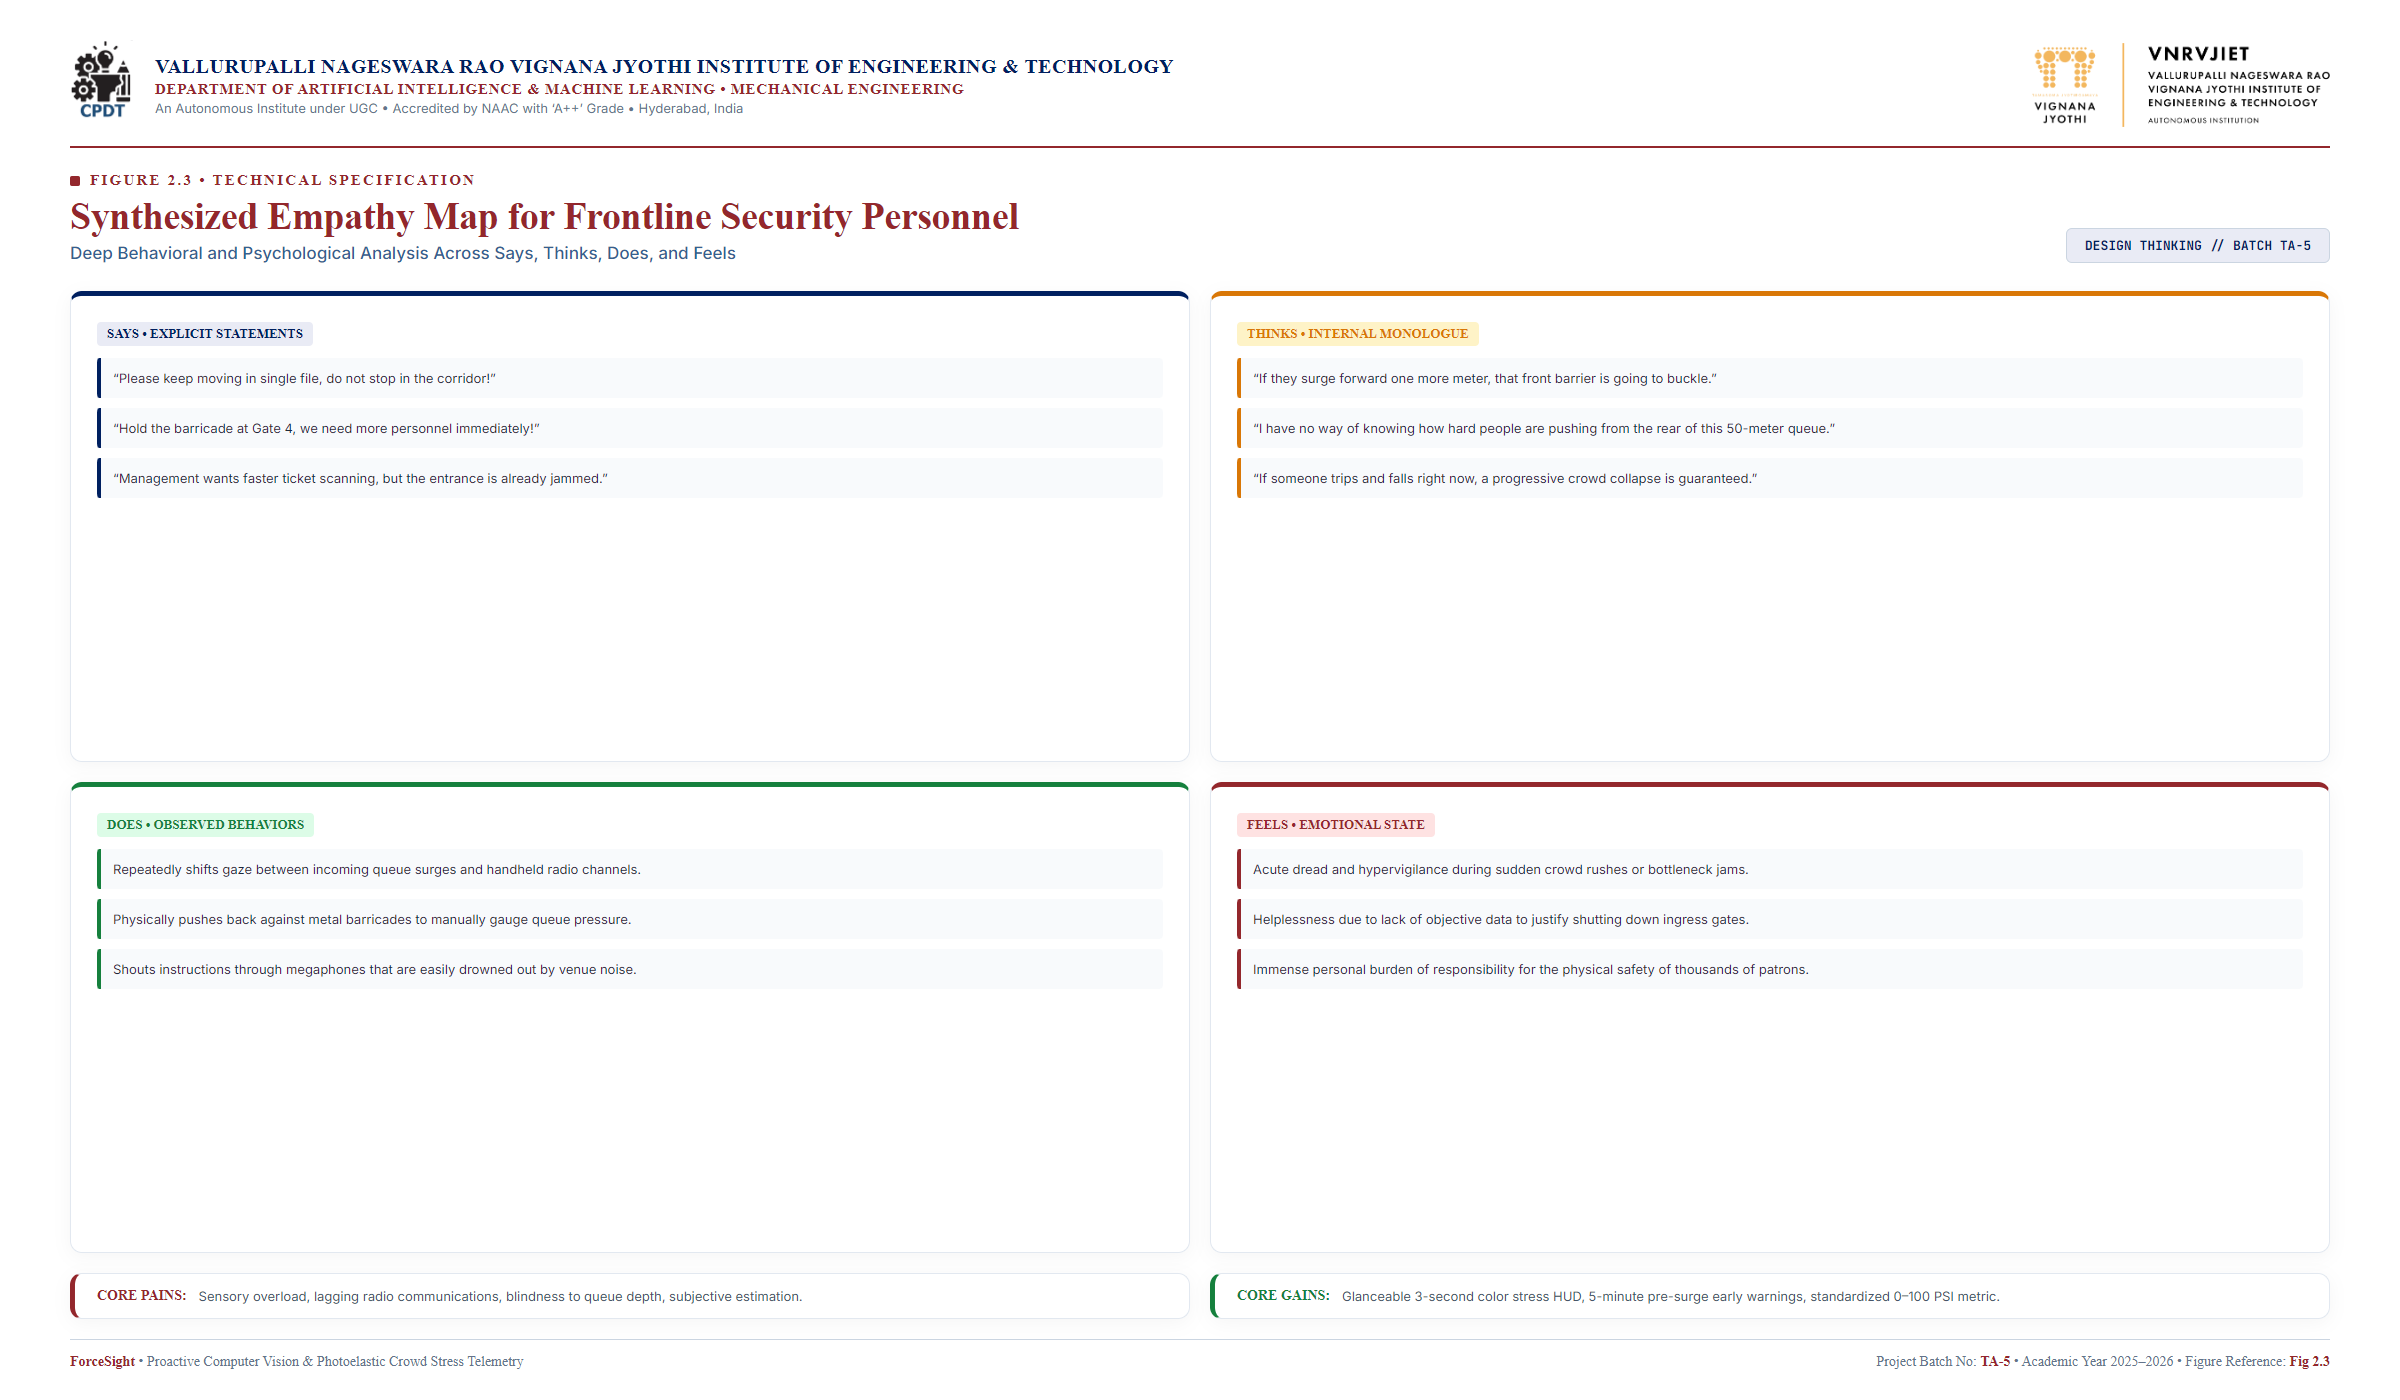 CPDT
VALLURUPALLI NAGESWARA RAO VIGNANA JYOTHI INSTITUTE OF ENGINEERING & TECHNOLOGY
DEPARTMENT OF ARTIFICIAL INTELLIGENCE & MACHINE LEARNING • MECHANICAL ENGINEERING
An Autonomous Institute under UGC • Accredited by NAAC with ‘A++’ Grade • Hyderabad, India
VIGNANA
JYOTHI
VNRVJIET
VALLURUPALLI NAGESWARA RAO
VIGNANA JYOTHI INSTITUTE OF
ENGINEERING & TECHNOLOGY
AUTONOMOUS INSTITUTION
FIGURE 2.3 • TECHNICAL SPECIFICATION
Synthesized Empathy Map for Frontline Security Personnel
Deep Behavioral and Psychological Analysis Across Says, Thinks, Does, and Feels
DESIGN THINKING // BATCH TA-5
SAYS • EXPLICIT STATEMENTS
“Please keep moving in single file, do not stop in the corridor!”
“Hold the barricade at Gate 4, we need more personnel immediately!”
“Management wants faster ticket scanning, but the entrance is already jammed.”
THINKS • INTERNAL MONOLOGUE
“If they surge forward one more meter, that front barrier is going to buckle.”
“I have no way of knowing how hard people are pushing from the rear of this 50-meter queue.”
“If someone trips and falls right now, a progressive crowd collapse is guaranteed.”
DOES • OBSERVED BEHAVIORS
Repeatedly shifts gaze between incoming queue surges and handheld radio channels.
Physically pushes back against metal barricades to manually gauge queue pressure.
Shouts instructions through megaphones that are easily drowned out by venue noise.
FEELS • EMOTIONAL STATE
Acute dread and hypervigilance during sudden crowd rushes or bottleneck jams.
Helplessness due to lack of objective data to justify shutting down ingress gates.
Immense personal burden of responsibility for the physical safety of thousands of patrons.
CORE PAINS: Sensory overload, lagging radio communications, blindness to queue depth, subjective estimation.
CORE GAINS: Glanceable 3-second color stress HUD, 5-minute pre-surge early warnings, standardized 0–100 PSI metric.
ForceSight • Proactive Computer Vision & Photoelastic Crowd Stress Telemetry
Project Batch No: TA-5 • Academic Year 2025–2026 • Figure Reference: Fig 2.3